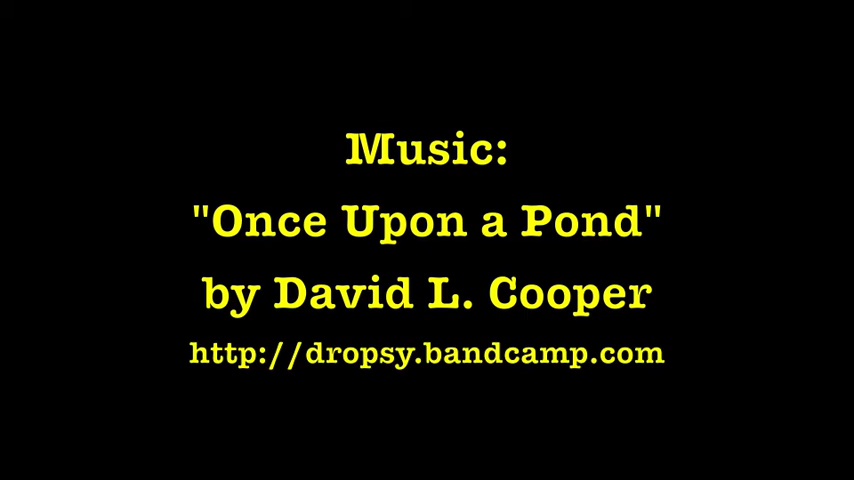 Music:
"Once Upon a Pond"
by David L. Cooper
http://dropsy.bandcamp.com